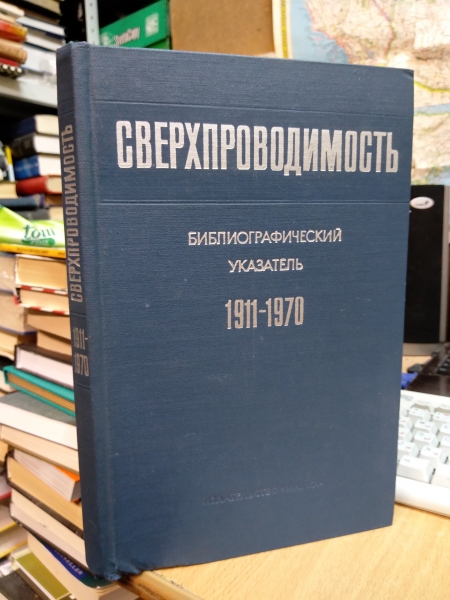 СВЕРХПРОВОДИМОСТЬ
БИБЛИОГРАФИЧЕСКИЙ
УКАЗАТЕЛЬ
1911-1970
СВЕРХПРОВОДИМОСТЬ
1911-
1970